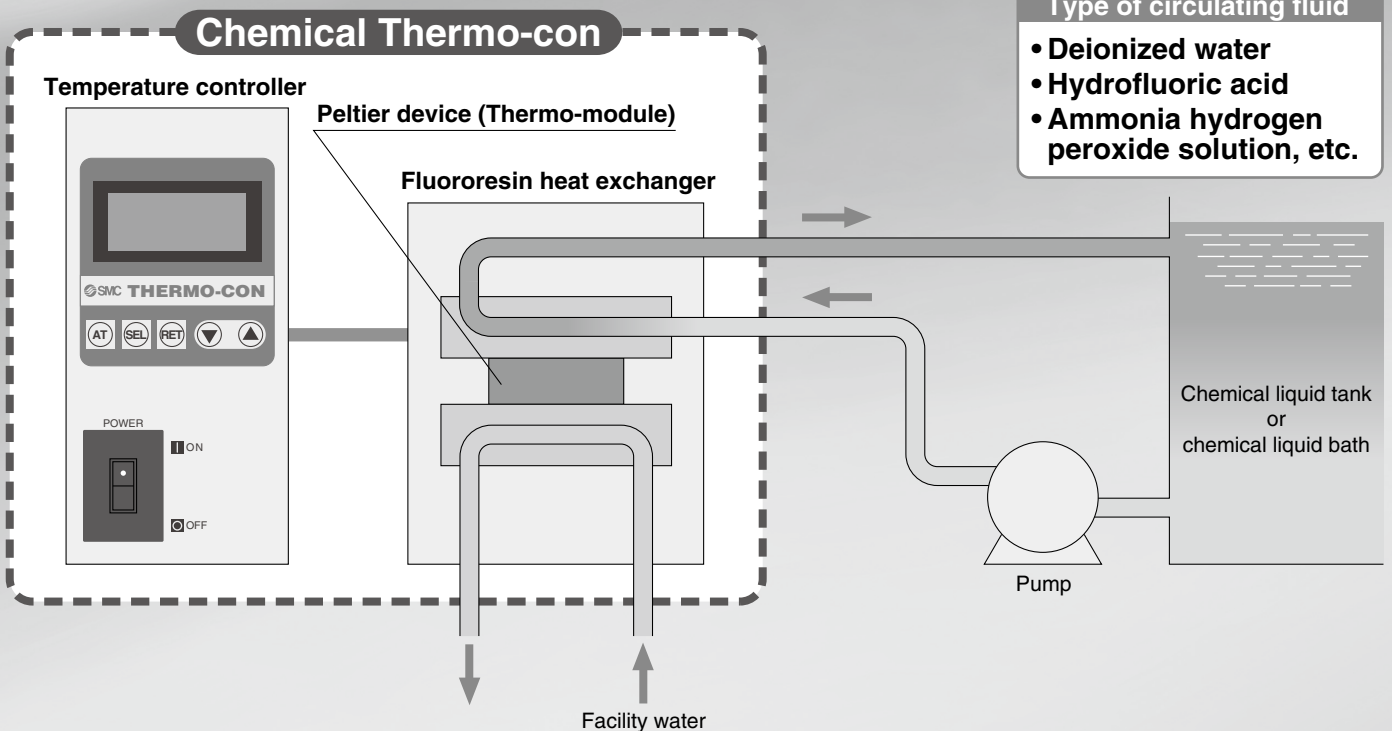 Chemical Thermo-con
Type of circulating fluid
• Deionized water
• Hydrofluoric acid
• Ammonia hydrogen
peroxide solution, etc.
Temperature controller
Peltier device (Thermo-module)
Fluororesin heat exchanger
SMC THERMO-CON
AT SEL RET
POWER
ON
OFF
Chemical liquid tank
or
chemical liquid bath
Pump
Facility water